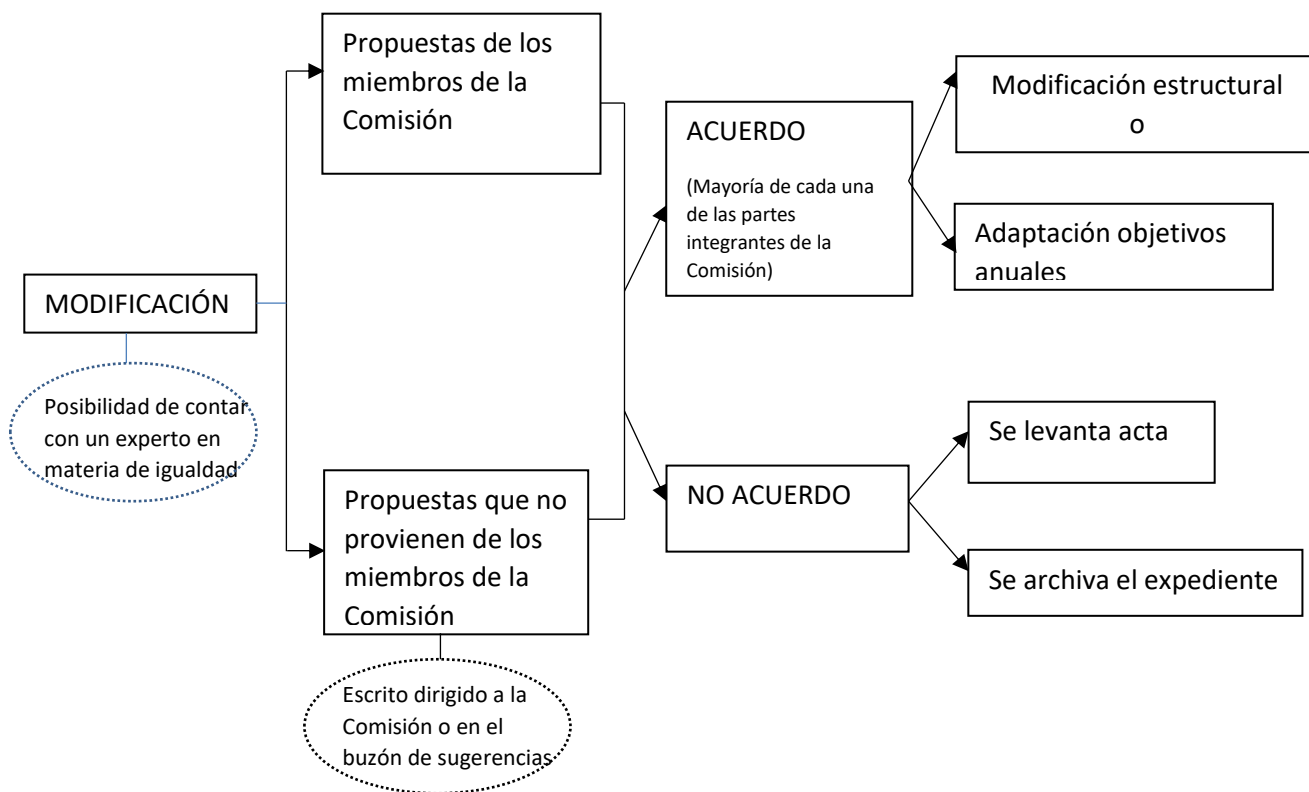 Propuestas de los
miembros de la
Comisión
ACUERDO
(Mayoría de cada una
de las partes
integrantes de la
Comisión)
Modificación estructural
o
Adaptación objetivos
anuales
MODIFICACIÓN
Posibilidad de contar
con un experto en
materia de igualdad
Propuestas que no
provienen de los
miembros de la
Comisión
Escrito dirigido a la
Comisión o en el
buzón de sugerencias
NO ACUERDO
Se levanta acta
Se archiva el expediente